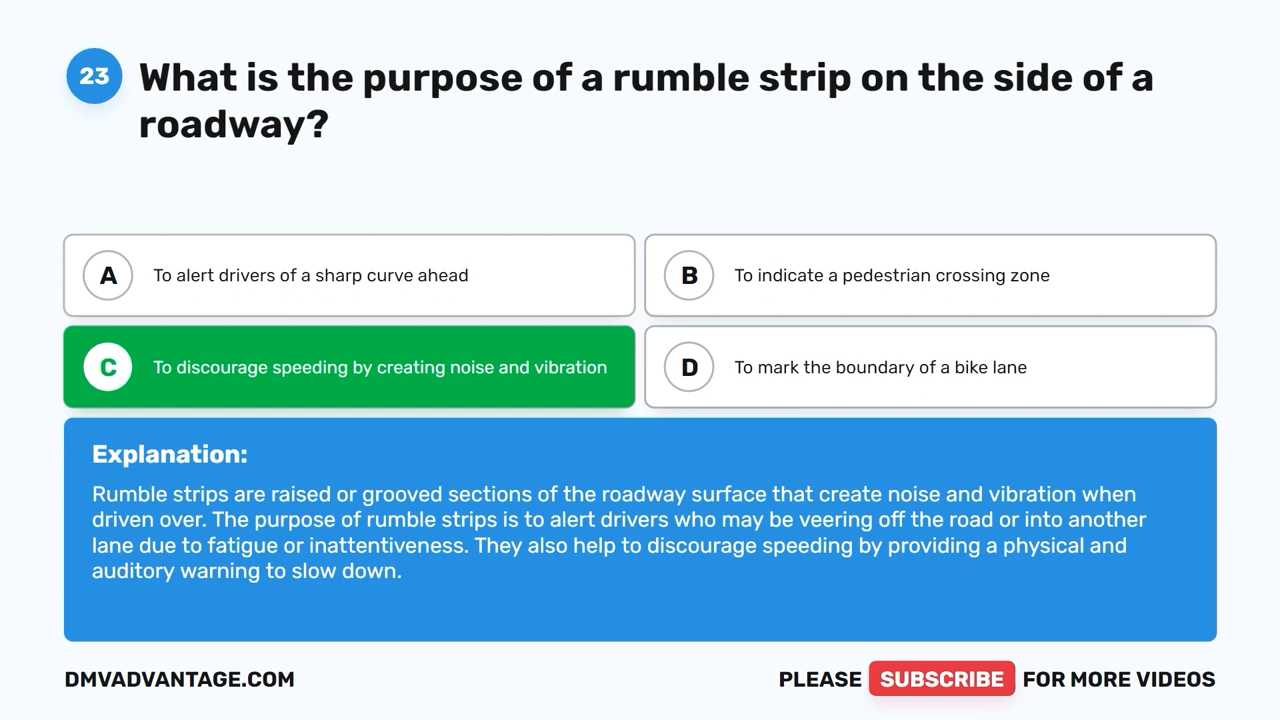 23
What is the purpose of a rumble strip on the side of a
roadway?
A
To alert drivers of a sharp curve ahead
B
To indicate a pedestrian crossing zone
C
To discourage speeding by creating noise and vibration
D
To mark the boundary of a bike lane
Explanation:
Rumble strips are raised or grooved sections of the roadway surface that create noise and vibration when
driven over. The purpose of rumble strips is to alert drivers who may be veering off the road or into another
lane due to fatigue or inattentiveness. They also help to discourage speeding by providing a physical and
auditory warning to slow down.
DMVADVANTAGE.COM
PLEASE SUBSCRIBE FOR MORE VIDEOS